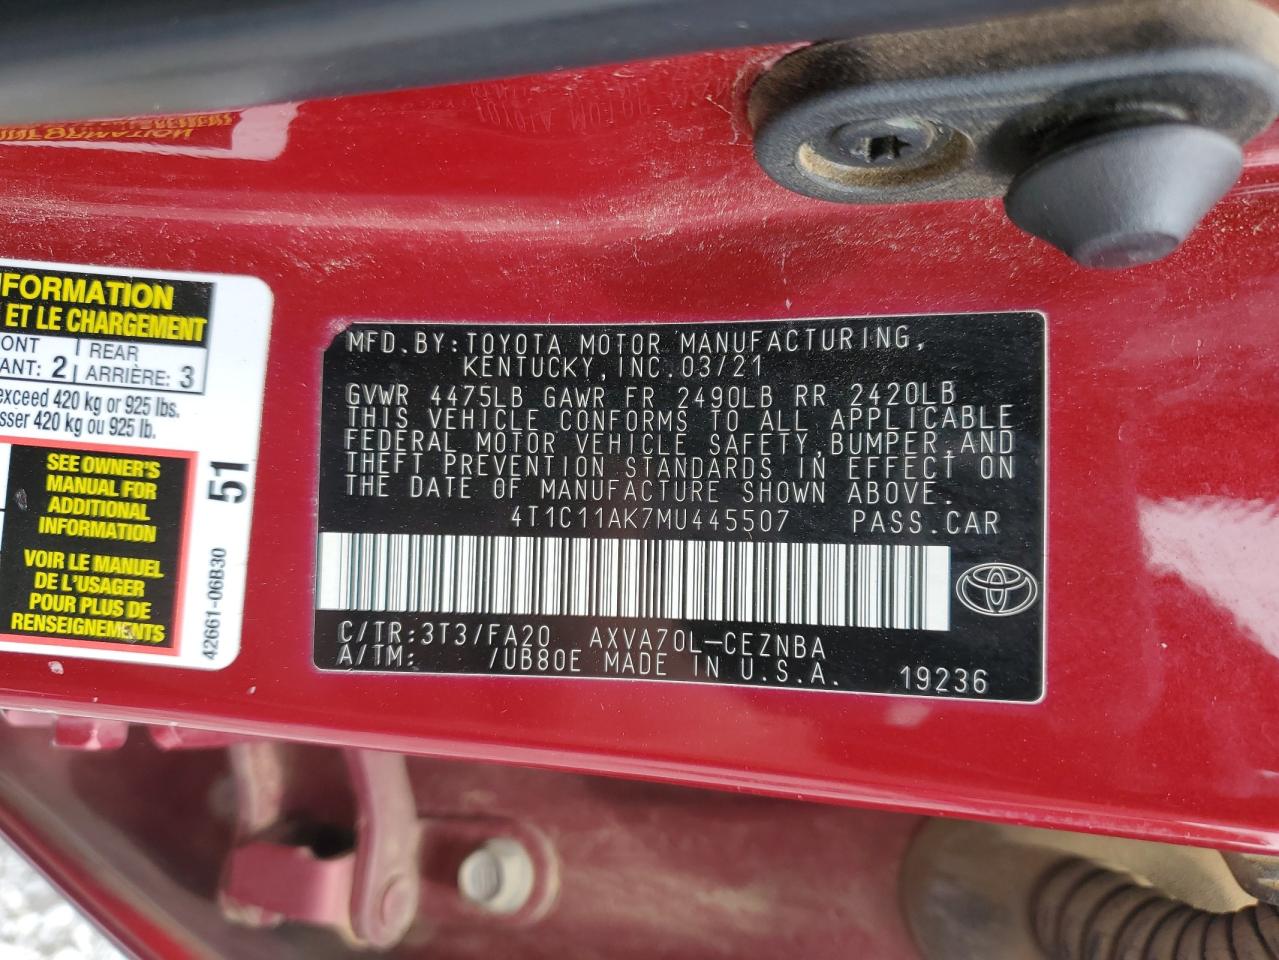 NFORMATION
ET LE CHARGEMENT
ONT
ANT: 2
REAR
ARRIÈRE: 3
exceed 420 kg or 925 lbs.
sser 420 kg ou 925 lb.
SEE OWNER'S
MANUAL FOR
ADDITIONAL
INFORMATION
VOIR LE MANUEL
DE L'USAGER
POUR PLUS DE
RENSEIGNEMENTS
51
42661-06B30
MFD.BY:TOYOTA MOTOR MANUFACTURING,
KENTUCKY,INC.03/21
GVWR 4475LB GAWR FR 2490LB RR 2420LB
THIS VEHICLE CONFORMS TO ALL APPLICABLE
FEDERAL MOTOR VEHICLE SAFETY,BUMPER,AND
THEFT PREVENTION STANDARDS IN EFFECT ON
THE DATE OF MANUFACTURE SHOWN ABOVE.
4T1C11AK7MU445507 PASS.CAR
C/TR:3T3/FA20 AXVA70L-CEZNBA
A/TM: /UB80E MADE IN U.S.A.
19236